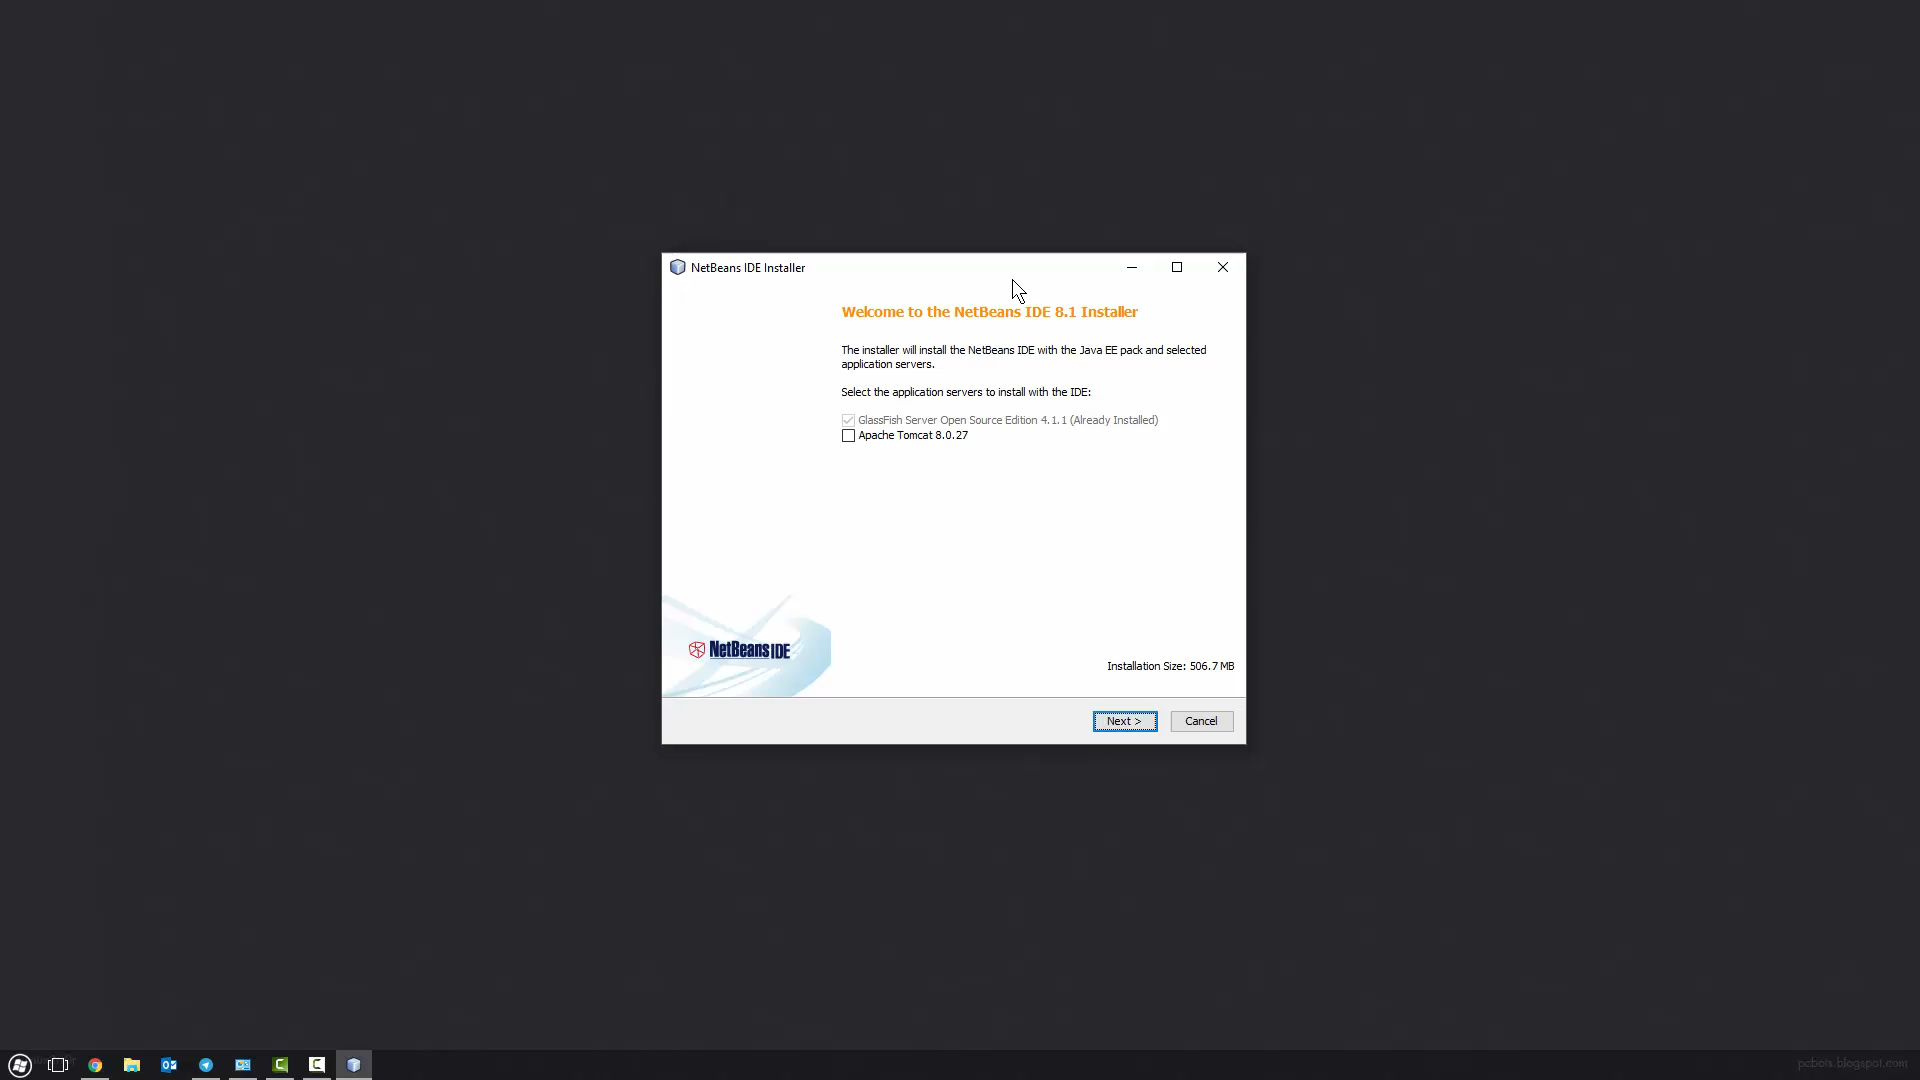 NetBeans IDE Installer
Welcome to the NetBeans IDE 8.1 Installer
The installer will install the NetBeans IDE with the Java EE pack and selected
application servers.
Select the application servers to install with the IDE:
GlassFish Server Open Source Edition 4.1.1 (Already Installed)
Apache Tomcat 8.0.27
NetBeans IDE
Installation Size: 506.7 MB
Next >
Cancel
pcbots.blogspot.com